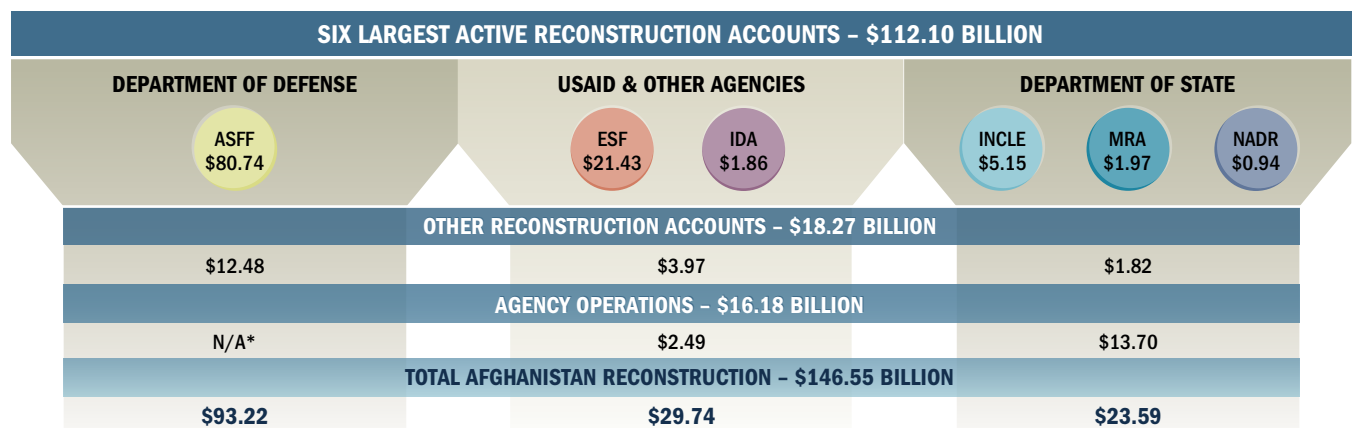 SIX LARGEST ACTIVE RECONSTRUCTION ACCOUNTS – $112.10 BILLION
DEPARTMENT OF DEFENSE
USAID & OTHER AGENCIES
DEPARTMENT OF STATE
ASFF
$80.74
ESF
$21.43
IDA
$1.86
INCLE
$5.15
MRA
$1.97
NADR
$0.94
OTHER RECONSTRUCTION ACCOUNTS – $18.27 BILLION
$12.48
$3.97
$1.82
AGENCY OPERATIONS – $16.18 BILLION
N/A*
$2.49
$13.70
TOTAL AFGHANISTAN RECONSTRUCTION – $146.55 BILLION
$93.22
$29.74
$23.59